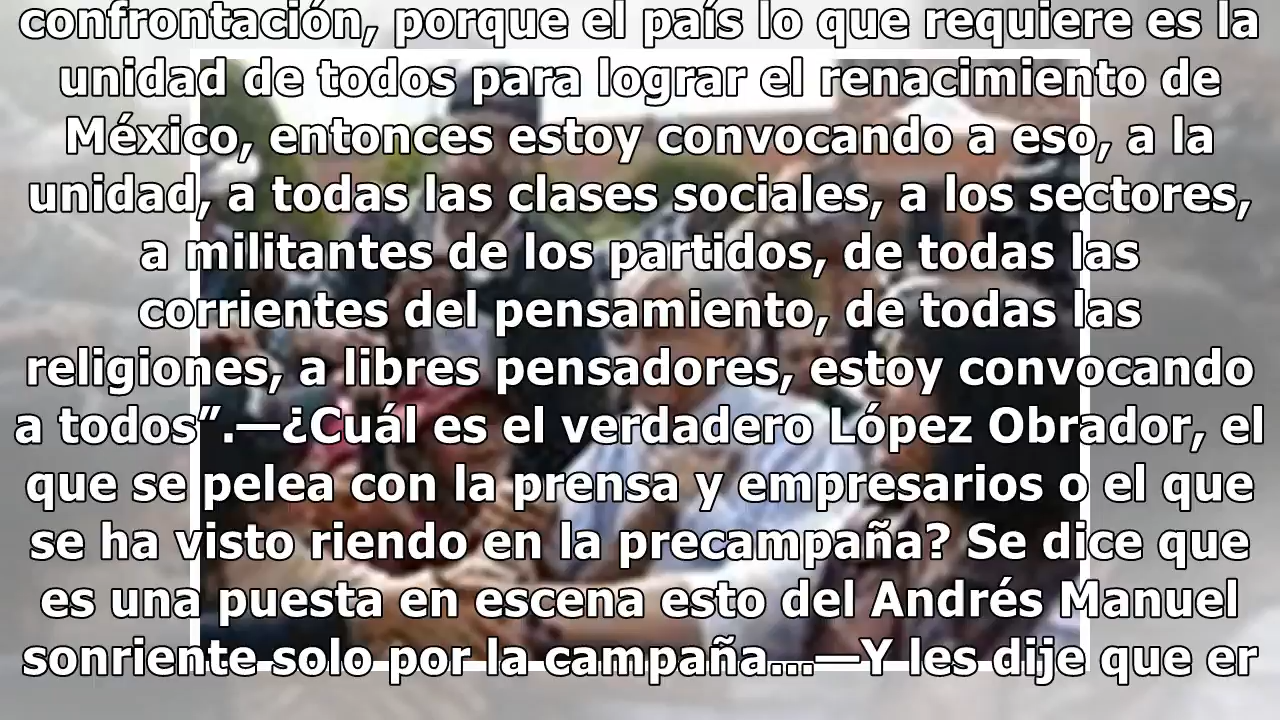 confrontación, porque el país lo que requiere es la
unidad de todos para lograr el renacimiento de
México, entonces estoy convocando a eso, a la
unidad, a todas las clases sociales, a los sectores,
a militantes de los partidos, de todas las
corrientes del pensamiento, de todas las
religiones, a libres pensadores, estoy convocando
a todos”.—¿Cuál es el verdadero López Obrador, el
que se pelea con la prensa y empresarios o el que
se ha visto riendo en la precampaña? Se dice que
es una puesta en escena esto del Andrés Manuel
sonriente solo por la campaña...—Y les dije que er